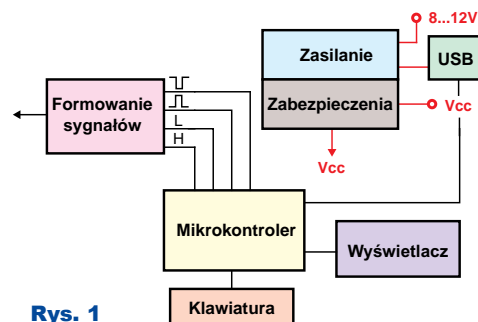 8...12V
Zasilanie
USB
Zabezpieczenia
Vcc
Vcc
Formowanie
sygnałów
L
H
Mikrokontroler
Wyświetlacz
Klawiatura
Rys. 1